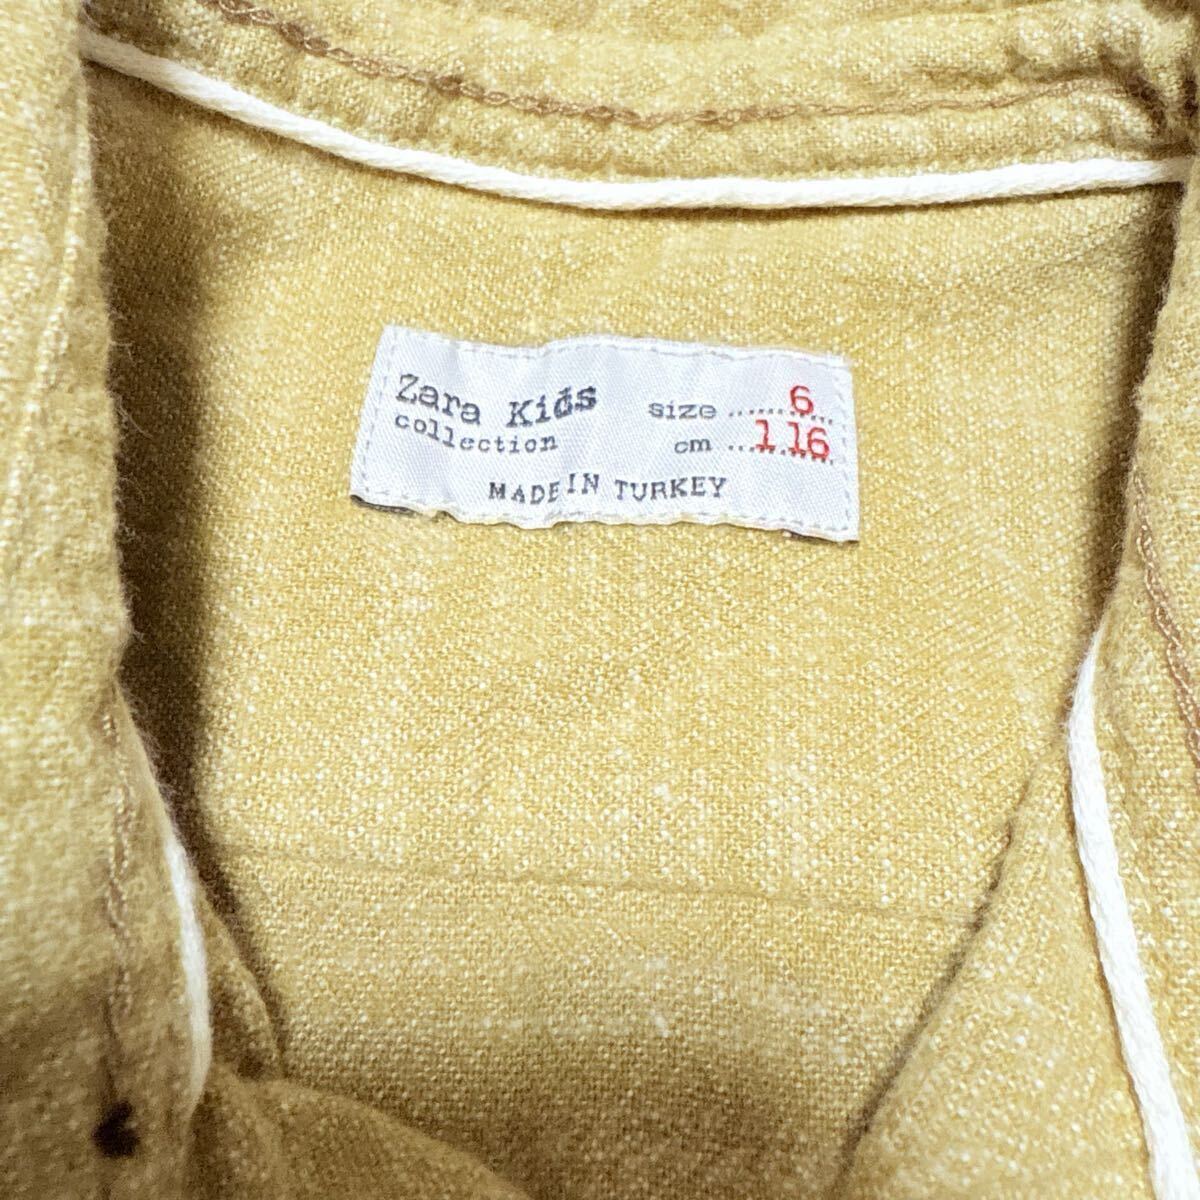 Zara Kids
collection
size ........ 6
cm ........ 116
MADE IN TURKEY